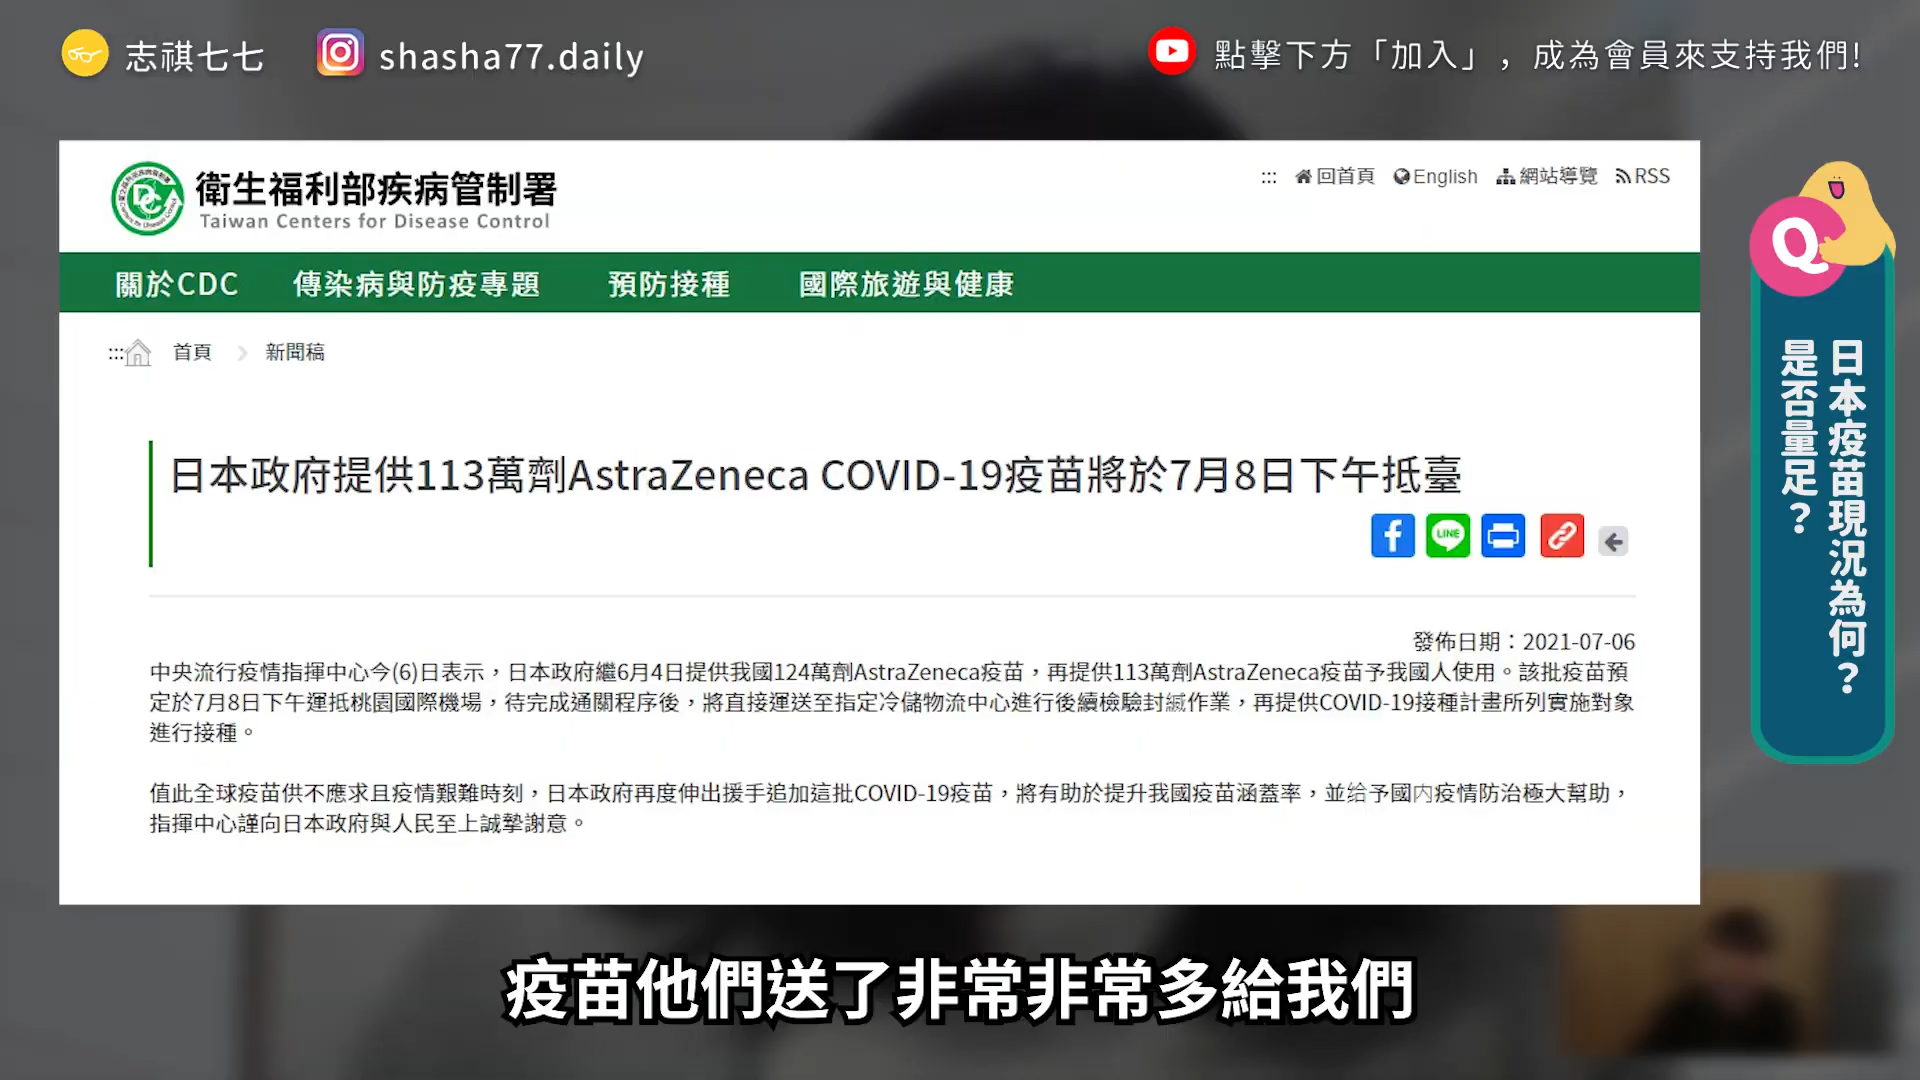 志祺七七
shasha77.daily
點擊下方「加入」，成為會員來支持我們!
衛生福利部疾病管制署
Taiwan Centers for Disease Control
::: 回首頁 English 網站導覽 RSS
關於CDC 傳染病與防疫專題 預防接種 國際旅遊與健康
::: 首頁 新聞稿
日本政府提供113萬劑AstraZeneca COVID-19疫苗將於7月8日下午抵臺
LINE
發佈日期：2021-07-06
中央流行疫情指揮中心今(6)日表示，日本政府繼6月4日提供我國124萬劑AstraZeneca疫苗，再提供113萬劑AstraZeneca疫苗予我國人使用。該批疫苗預
定於7月8日下午運抵桃園國際機場，待完成通關程序後，將直接運送至指定冷儲物流中心進行後續檢驗封緘作業，再提供COVID-19接種計畫所列實施對象
進行接種。
值此全球疫苗供不應求且疫情艱難時刻，日本政府再度伸出援手追加這批COVID-19疫苗，將有助於提升我國疫苗涵蓋率，並給予國內疫情防治極大幫助，
指揮中心謹向日本政府與人民至上誠摯謝意。
Q
日本疫苗現況為何？
是否量足？
疫苗他們送了非常非常多給我們